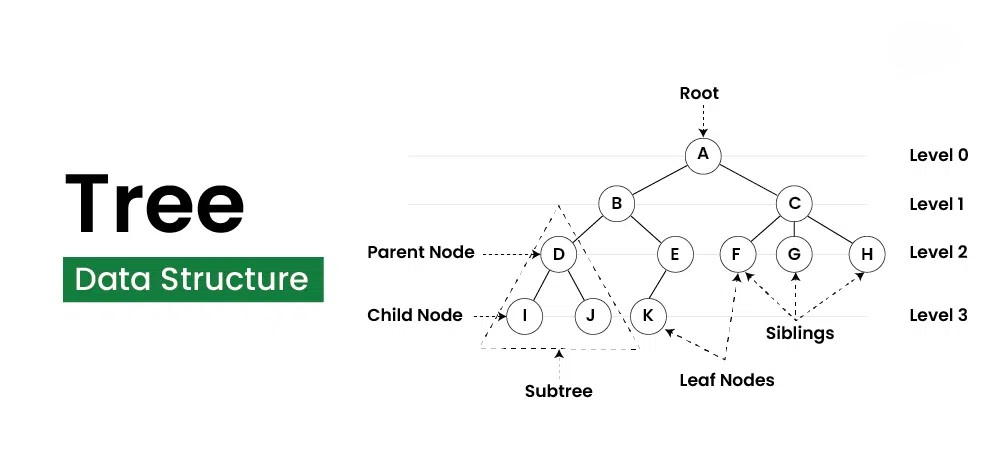 Tree
Data Structure
Root
A
Level 0
B
C
Level 1
Parent Node
D
E
F
G
H
Level 2
Child Node
I
J
K
Level 3
Siblings
Leaf Nodes
Subtree